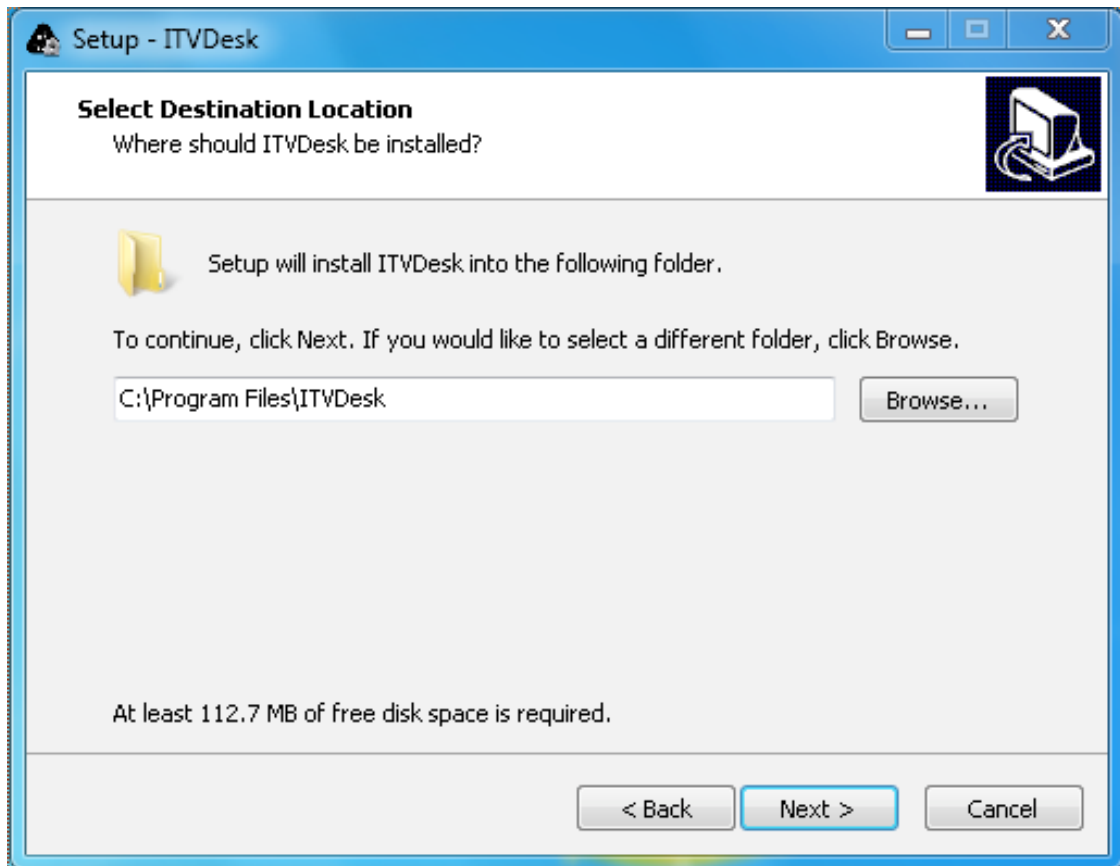 Setup - ITVDesk
Select Destination Location
Where should ITVDesk be installed?
Setup will install ITVDesk into the following folder.
To continue, click Next. If you would like to select a different folder, click Browse.
C:\Program Files\ITVDesk
Browse...
At least 112.7 MB of free disk space is required.
< Back Next > Cancel